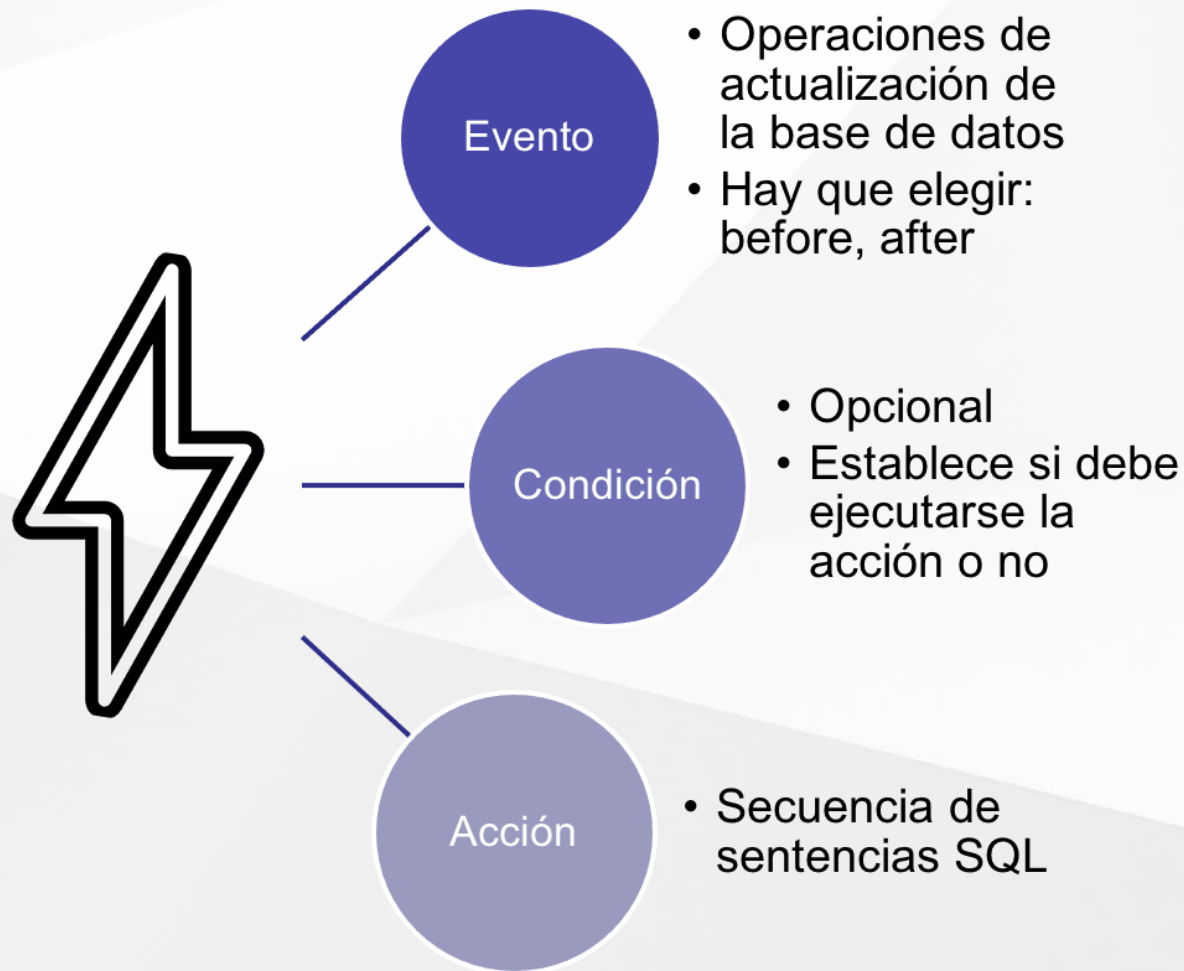 • Operaciones de
actualización de
la base de datos
• Hay que elegir:
before, after
Evento
• Opcional
• Establece si debe
ejecutarse la
acción o no
Condición
• Secuencia de
sentencias SQL
Acción